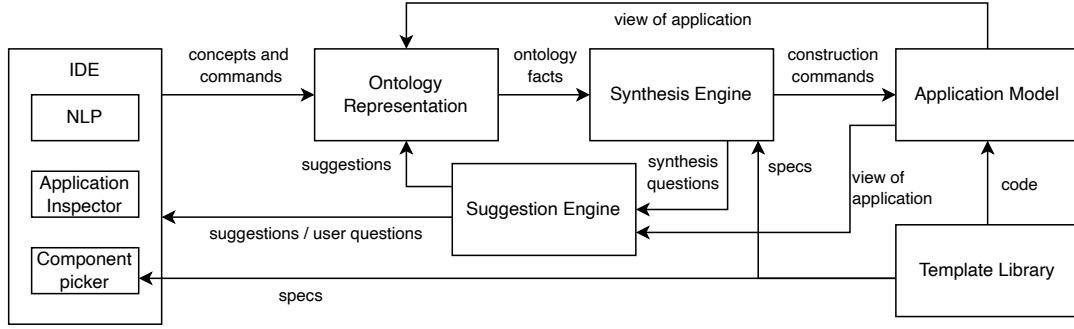 view of application
IDE
NLP
Application
Inspector
Component
picker
concepts and
commands
Ontology
Representation
ontology
facts
Synthesis Engine
construction
commands
Application Model
suggestions
synthesis
questions
specs
view of
application
code
Suggestion Engine
suggestions / user questions
Template Library
specs